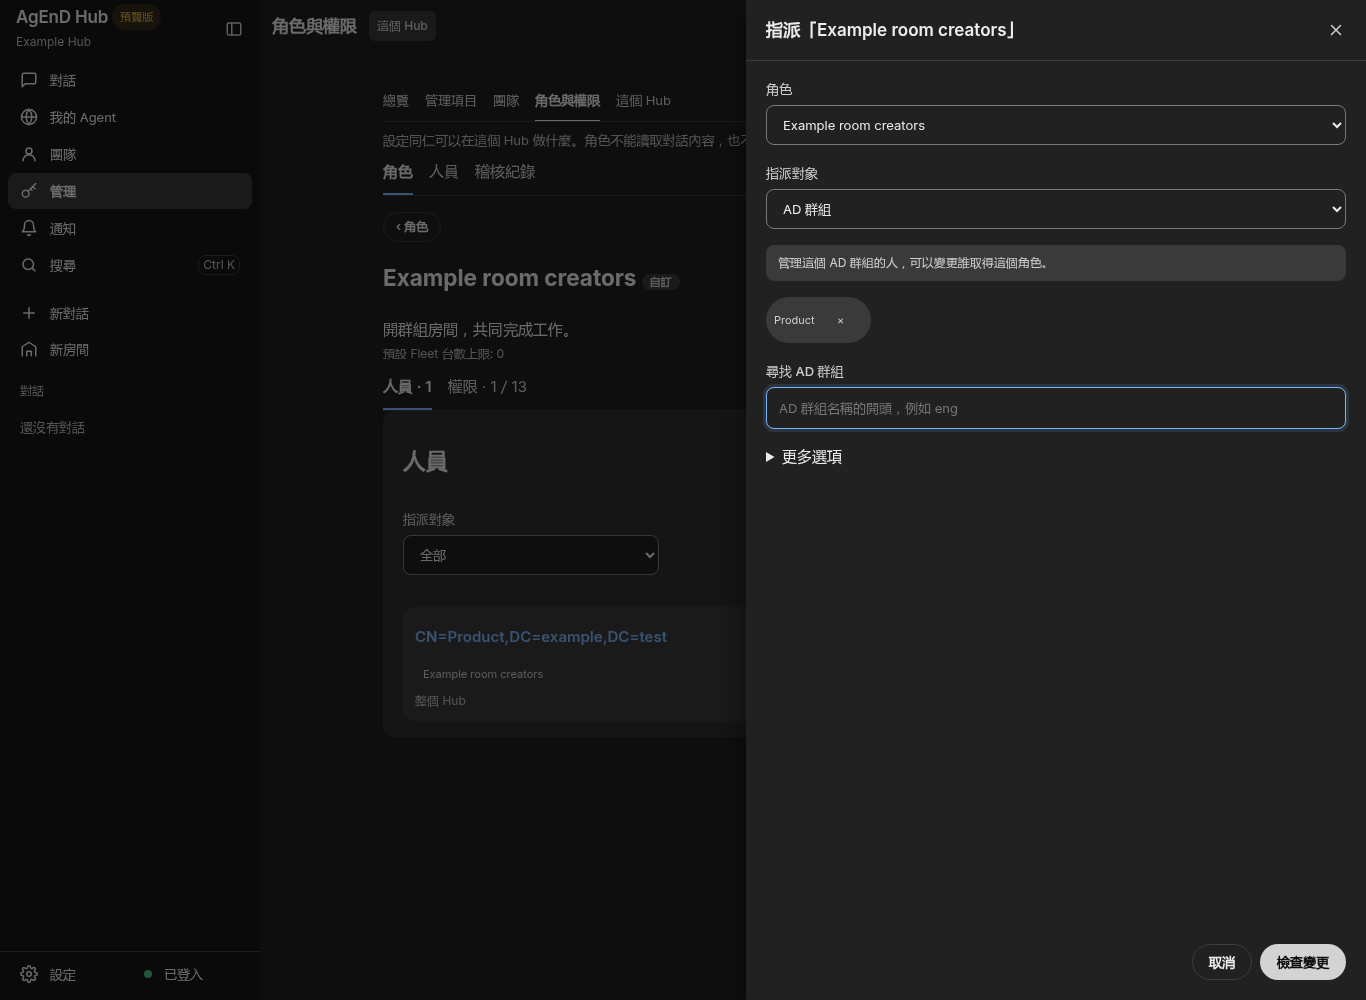 AgEnD Hub 預覽版
Example Hub
對話
我的 Agent
團隊
管理
通知
搜尋 Ctrl K
新對話
新房間
對話
還沒有對話
設定 已登入
角色與權限 這個 Hub
總覽 管理項目 團隊 角色與權限 這個 Hub
設定同仁可以在這個 Hub 做什麼。角色不能讀取對話內容，也
角色 人員 稽核紀錄
‹ 角色
Example room creators 自訂
開群組房間，共同完成工作。
預設 Fleet 台數上限: 0
人員 · 1 權限 · 1 / 13
人員
指派對象
全部
CN=Product,DC=example,DC=test
Example room creators
整個 Hub
指派「Example room creators」 ×
角色
Example room creators
指派對象
AD 群組
管理這個 AD 群組的人，可以變更誰取得這個角色。
Product ×
尋找 AD 群組
AD 群組名稱的開頭，例如 eng
▶ 更多選項
取消 檢查變更